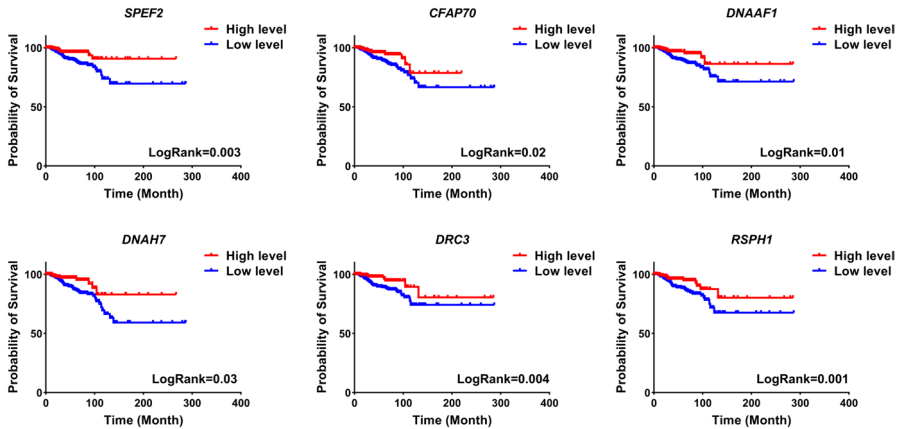 SPEF2
High level
Low level
Probability of Survival
100
50
0
LogRank=0.003
0 100 200 300 400
Time (Month)
CFAP70
High level
Low level
Probability of Survival
100
50
0
LogRank=0.02
0 100 200 300 400
Time (Month)
DNAAF1
High level
Low level
Probability of Survival
100
50
0
LogRank=0.01
0 100 200 300 400
Time (Month)
DNAH7
High level
Low level
Probability of Survival
100
50
0
LogRank=0.03
0 100 200 300 400
Time (Month)
DRC3
High level
Low level
Probability of Survival
100
50
0
LogRank=0.004
0 100 200 300 400
Time (Month)
RSPH1
High level
Low level
Probability of Survival
100
50
0
LogRank=0.001
0 100 200 300 400
Time (Month)